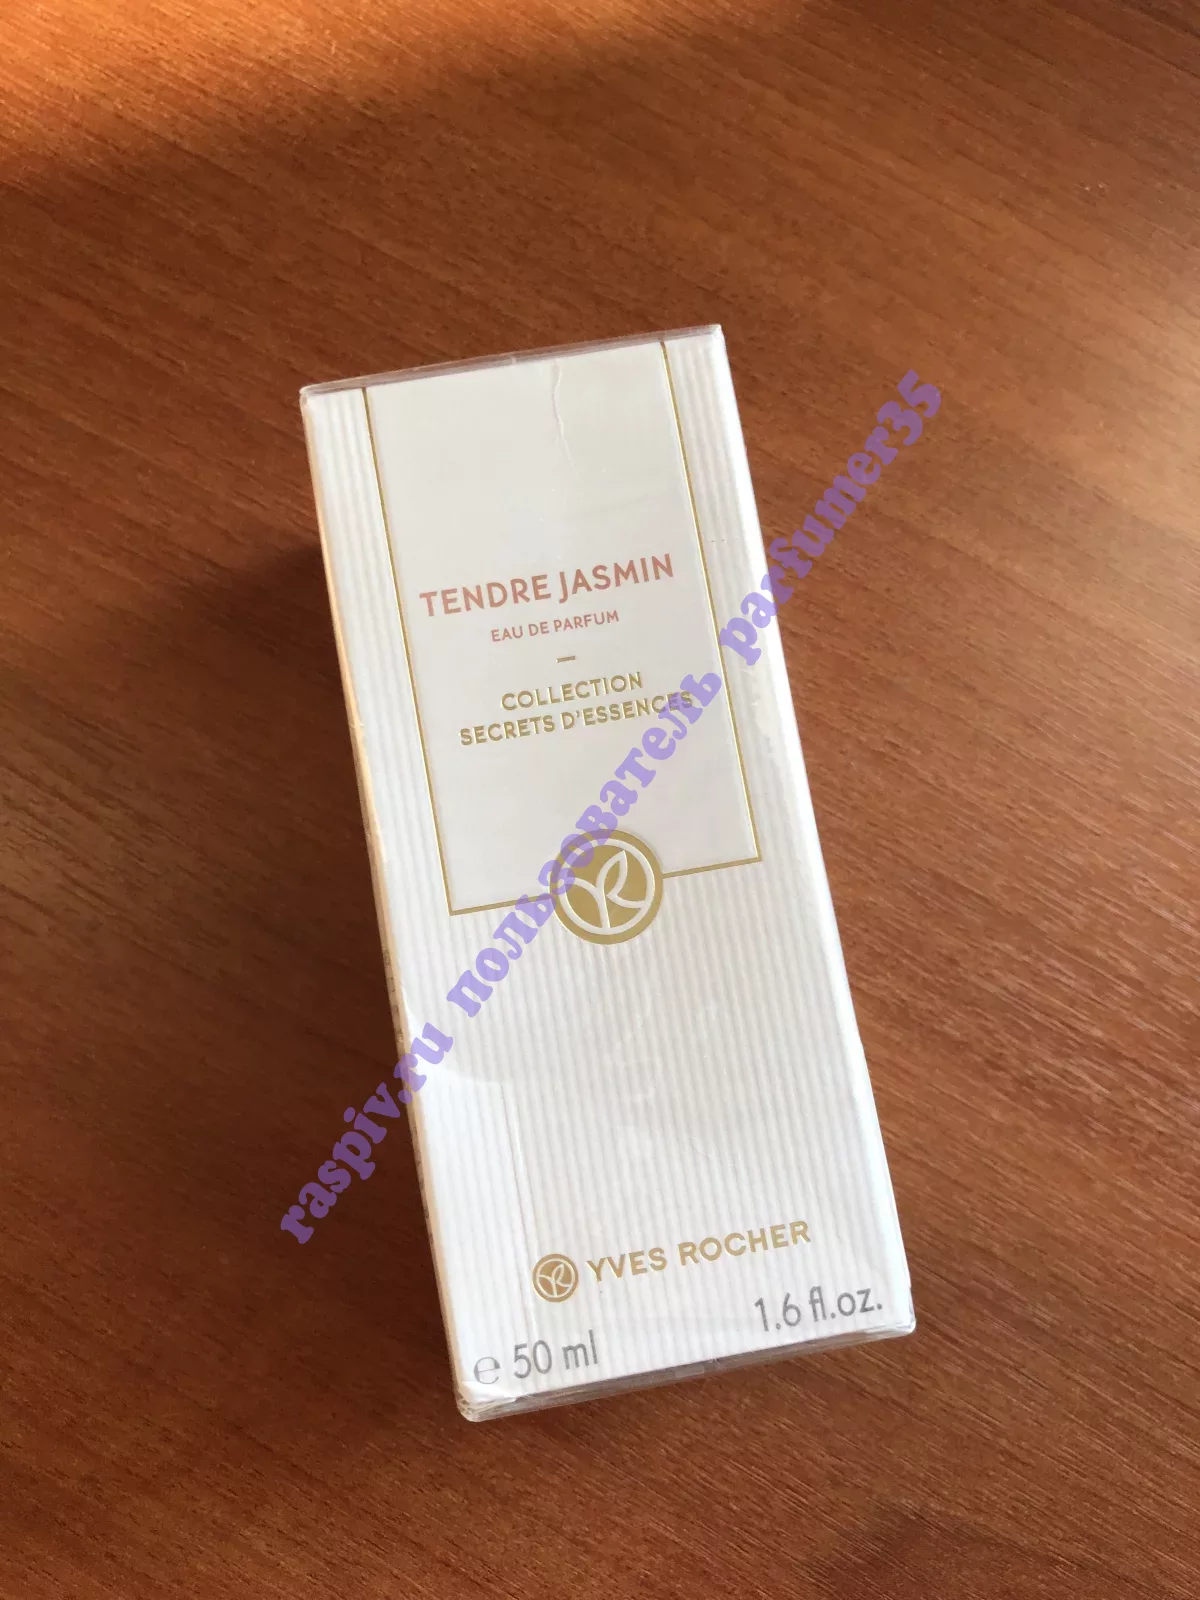 TENDRE JASMIN
EAU DE PARFUM
COLLECTION
SECRETS D'ESSENCES
YVES ROCHER
e 50 ml
1.6 fl.oz.
raspiv.ru пользователь parfumer35